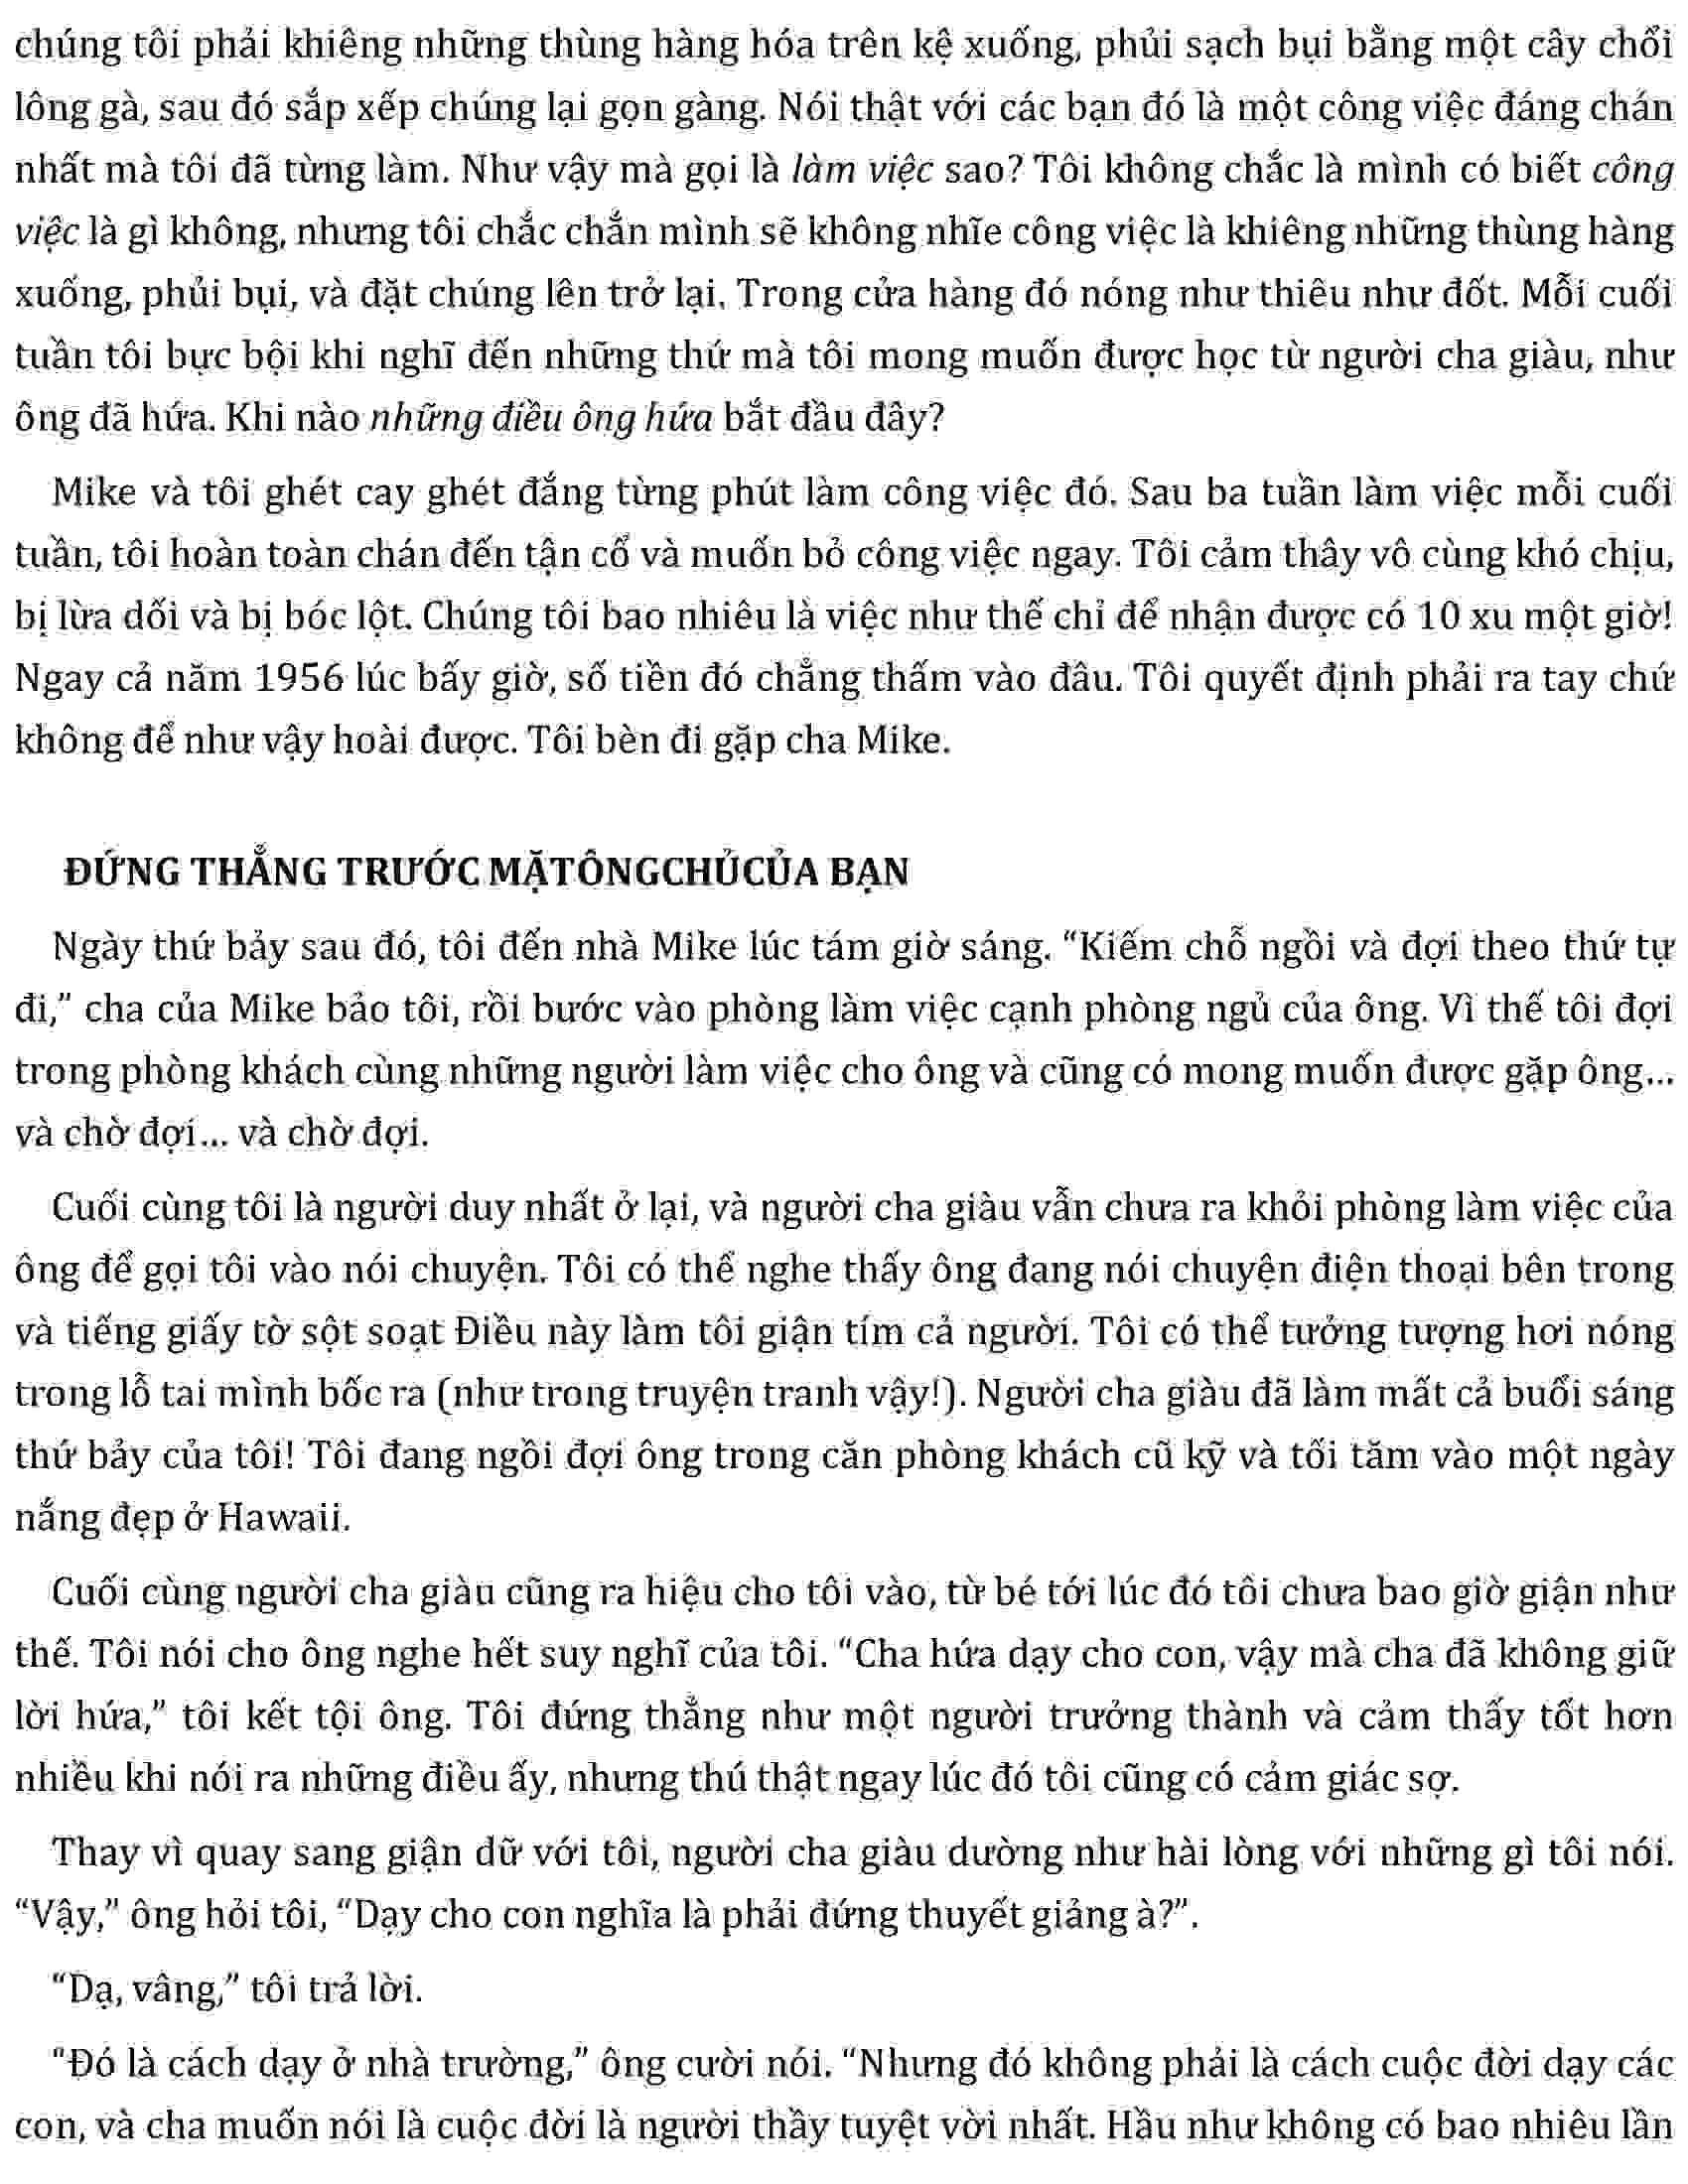 chúng tôi phải khiêng những thùng hàng hóa trên kệ xuống, phủi sạch bụi bằng một cây chổi
lông gà, sau đó sắp xếp chúng lại gọn gàng. Nói thật với các bạn đó là một công việc đáng chán
nhất mà tôi đã từng làm. Như vậy mà gọi là làm việc sao? Tôi không chắc là mình có biết công
việc là gì không, nhưng tôi chắc chắn mình sẽ không nhĩe công việc là khiêng những thùng hàng
xuống, phủi bụi, và đặt chúng lên trở lại. Trong cửa hàng đó nóng như thiêu như đốt. Mỗi cuối
tuần tôi bực bội khi nghĩ đến những thứ mà tôi mong muốn được học từ người cha giàu, như
ông đã hứa. Khi nào những điều ông hứa bắt đầu đây?
Mike và tôi ghét cay ghét đắng từng phút làm công việc đó. Sau ba tuần làm việc mỗi cuối
tuần, tôi hoàn toàn chán đến tận cổ và muốn bỏ công việc ngay. Tôi cảm thây vô cùng khó chịu,
bị lừa dối và bị bóc lột. Chúng tôi bao nhiêu là việc như thế chỉ để nhận được có 10 xu một giờ!
Ngay cả năm 1956 lúc bấy giờ, số tiền đó chẳng thấm vào đâu. Tôi quyết định phải ra tay chứ
không để như vậy hoài được. Tôi bèn đi gặp cha Mike.
ĐỨNG THẲNG TRƯỚC MẶTÔNGCHỦCỦA BẠN
Ngày thứ bảy sau đó, tôi đến nhà Mike lúc tám giờ sáng. “Kiếm chỗ ngồi và đợi theo thứ tự
đi,” cha của Mike bảo tôi, rồi bước vào phòng làm việc cạnh phòng ngủ của ông. Vì thế tôi đợi
trong phòng khách cùng những người làm việc cho ông và cũng có mong muốn được gặp ông...
và chờ đợi... và chờ đợi.
Cuối cùng tôi là người duy nhất ở lại, và người cha giàu vẫn chưa ra khỏi phòng làm việc của
ông để gọi tôi vào nói chuyện. Tôi có thể nghe thấy ông đang nói chuyện điện thoại bên trong
và tiếng giấy tờ sột soạt Điều này làm tôi giận tím cả người. Tôi có thể tưởng tượng hơi nóng
trong lỗ tai mình bốc ra (như trong truyện tranh vậy!). Người cha giàu đã làm mất cả buổi sáng
thứ bảy của tôi! Tôi đang ngồi đợi ông trong căn phòng khách cũ kỹ và tối tăm vào một ngày
nắng đẹp ở Hawaii.
Cuối cùng người cha giàu cũng ra hiệu cho tôi vào, từ bé tới lúc đó tôi chưa bao giờ giận như
thế. Tôi nói cho ông nghe hết suy nghĩ của tôi. “Cha hứa dạy cho con, vậy mà cha đã không giữ
lời hứa,” tôi kết tội ông. Tôi đứng thẳng như một người trưởng thành và cảm thấy tốt hơn
nhiều khi nói ra những điều ấy, nhưng thú thật ngay lúc đó tôi cũng có cảm giác sợ.
Thay vì quay sang giận dữ với tôi, người cha giàu dường như hài lòng với những gì tôi nói.
“Vậy,” ông hỏi tôi, “Dạy cho con nghĩa là phải đứng thuyết giảng à?”.
“Dạ, vâng,” tôi trả lời.
“Đó là cách dạy ở nhà trường,” ông cười nói. “Nhưng đó không phải là cách cuộc đời dạy các
con, và cha muốn nói là cuộc đời là người thầy tuyệt vời nhất. Hầu như không có bao nhiêu lần